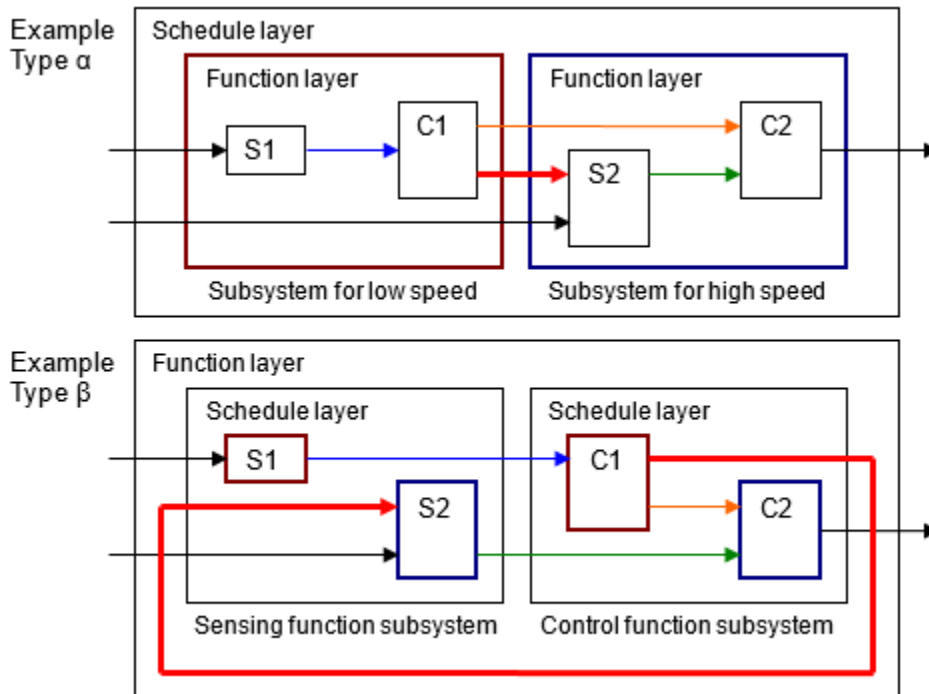 Example
Type α
Schedule layer
Function layer
Function layer
S1
C1
S2
C2
Subsystem for low speed
Subsystem for high speed
Example
Type β
Function layer
Schedule layer
Schedule layer
S1
S2
C1
C2
Sensing function subsystem
Control function subsystem